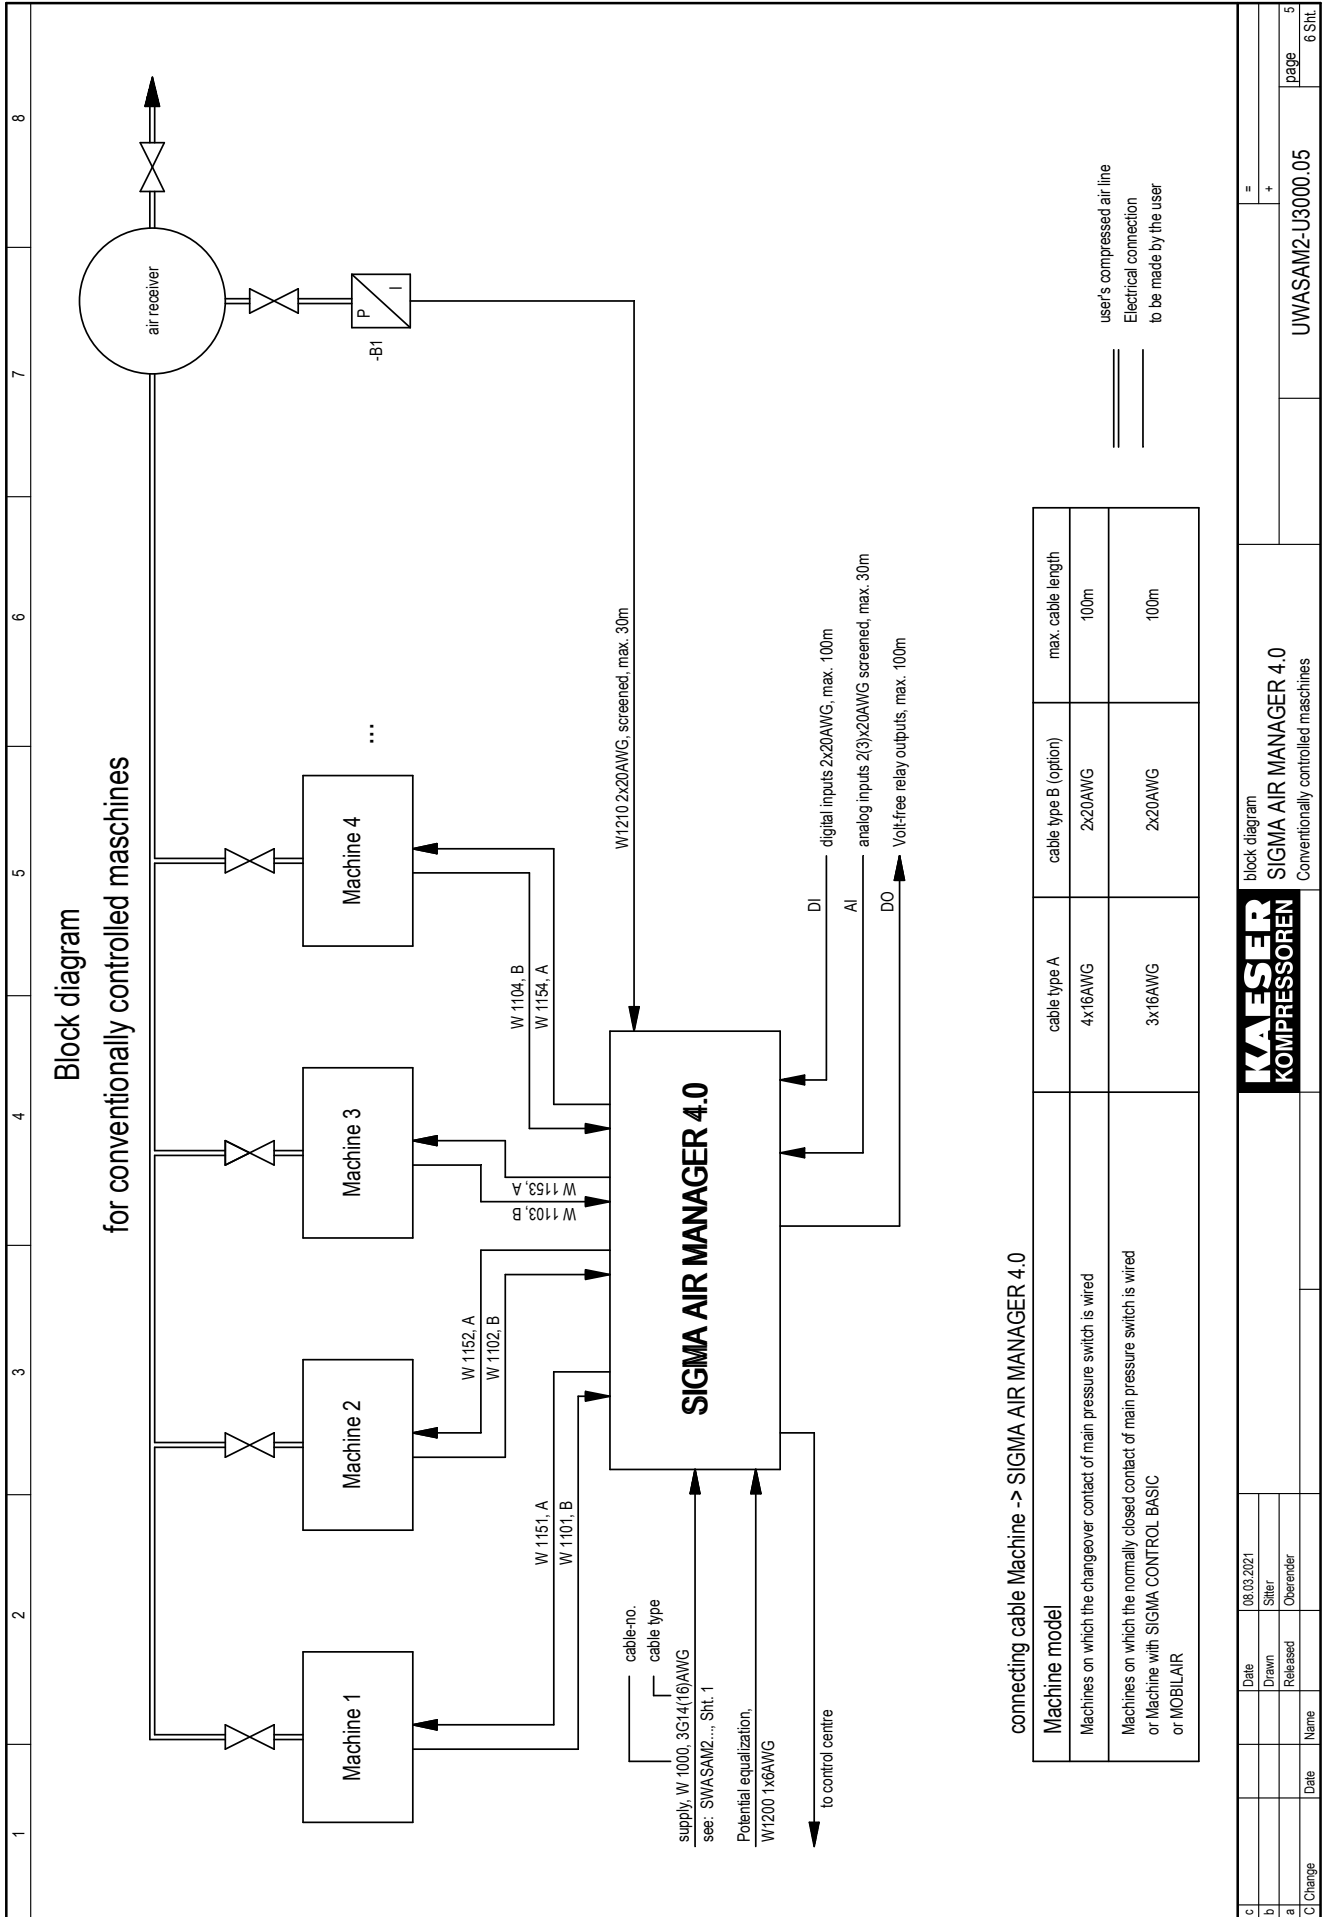 1 2 3 4 5 6 7 8
Block diagram
for conventionally controlled maschines
air receiver
P
I
-B1
Machine 1
Machine 2
Machine 3
Machine 4
...
W 1151, A
W 1101, B
W 1152, A
W 1102, B
W 1153, A
W 1103, B
W 1104, B
W 1154, A
W1210 2x20AWG, screened, max. 30m
SIGMA AIR MANAGER 4.0
cable-no.
cable type
supply, W 1000, 3G14(16)AWG
see: SWASAM2..., Sht. 1
Potential equalization,
W1200 1x6AWG
to control centre
DI
digital inputs 2x20AWG, max. 100m
AI
analog inputs 2(3)x20AWG screened, max. 30m
DO
Volt-free relay outputs, max. 100m
user's compressed air line
Electrical connection
to be made by the user
connecting cable Machine -> SIGMA AIR MANAGER 4.0
Machine model cable type A cable type B (option) max. cable length
Machines on which the changeover contact of main pressure switch is wired 4x16AWG 2x20AWG 100m
Machines on which the normally closed contact of main pressure switch is wired
or Machine with SIGMA CONTROL BASIC 3x16AWG 2x20AWG 100m
or MOBILAIR
c
b
a
C Change Date Name
Date 08.03.2021
Drawn Sitter
Released Oberender
KAESER
KOMPRESSOREN
block diagram
SIGMA AIR MANAGER 4.0
Conventionally controlled maschines
=
+
UWASAM2-U3000.05
page 5
6 Sht.